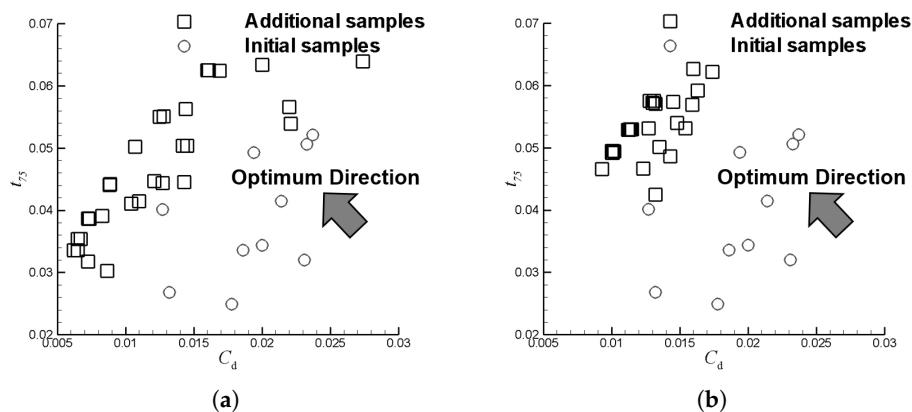 0.07
Additional samples
Initial samples
0.06
0.05
t75
Optimum Direction
0.04
0.03
0.02
0.005
0.01
0.015
0.02
0.025
0.03
Cd
(a)
0.07
Additional samples
Initial samples
0.06
0.05
t75
Optimum Direction
0.04
0.03
0.02
0.005
0.01
0.015
0.02
0.025
0.03
Cd
(b)